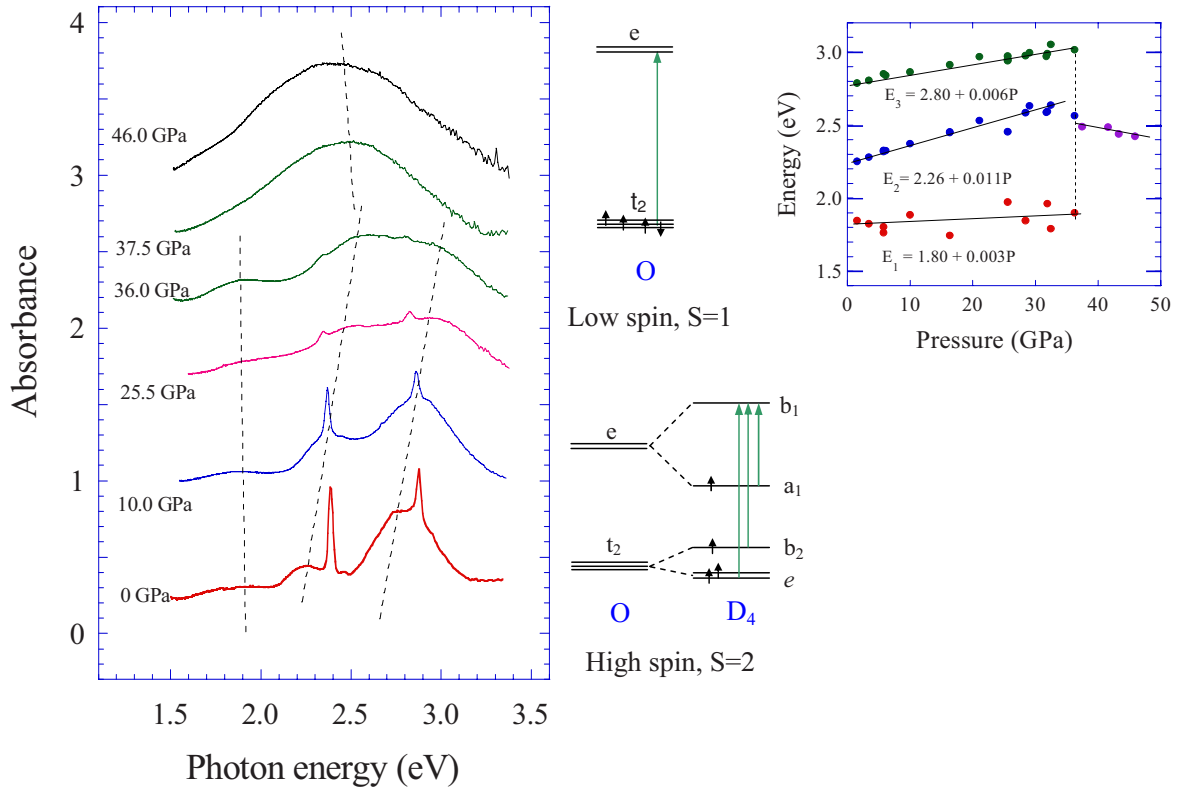 Absorbance
4
3
2
1
0
46.0 GPa
37.5 GPa
36.0 GPa
25.5 GPa
10.0 GPa
0 GPa
1.5 2.0 2.5 3.0 3.5
Photon energy (eV)
e
t2
O
Low spin, S=1
e
t2
O
b1
a1
b2
e
D4
High spin, S=2
Energy (eV)
3.0
2.5
2.0
1.5
E3 = 2.80 + 0.006P
E2 = 2.26 + 0.011P
E1 = 1.80 + 0.003P
0 10 20 30 40 50
Pressure (GPa)